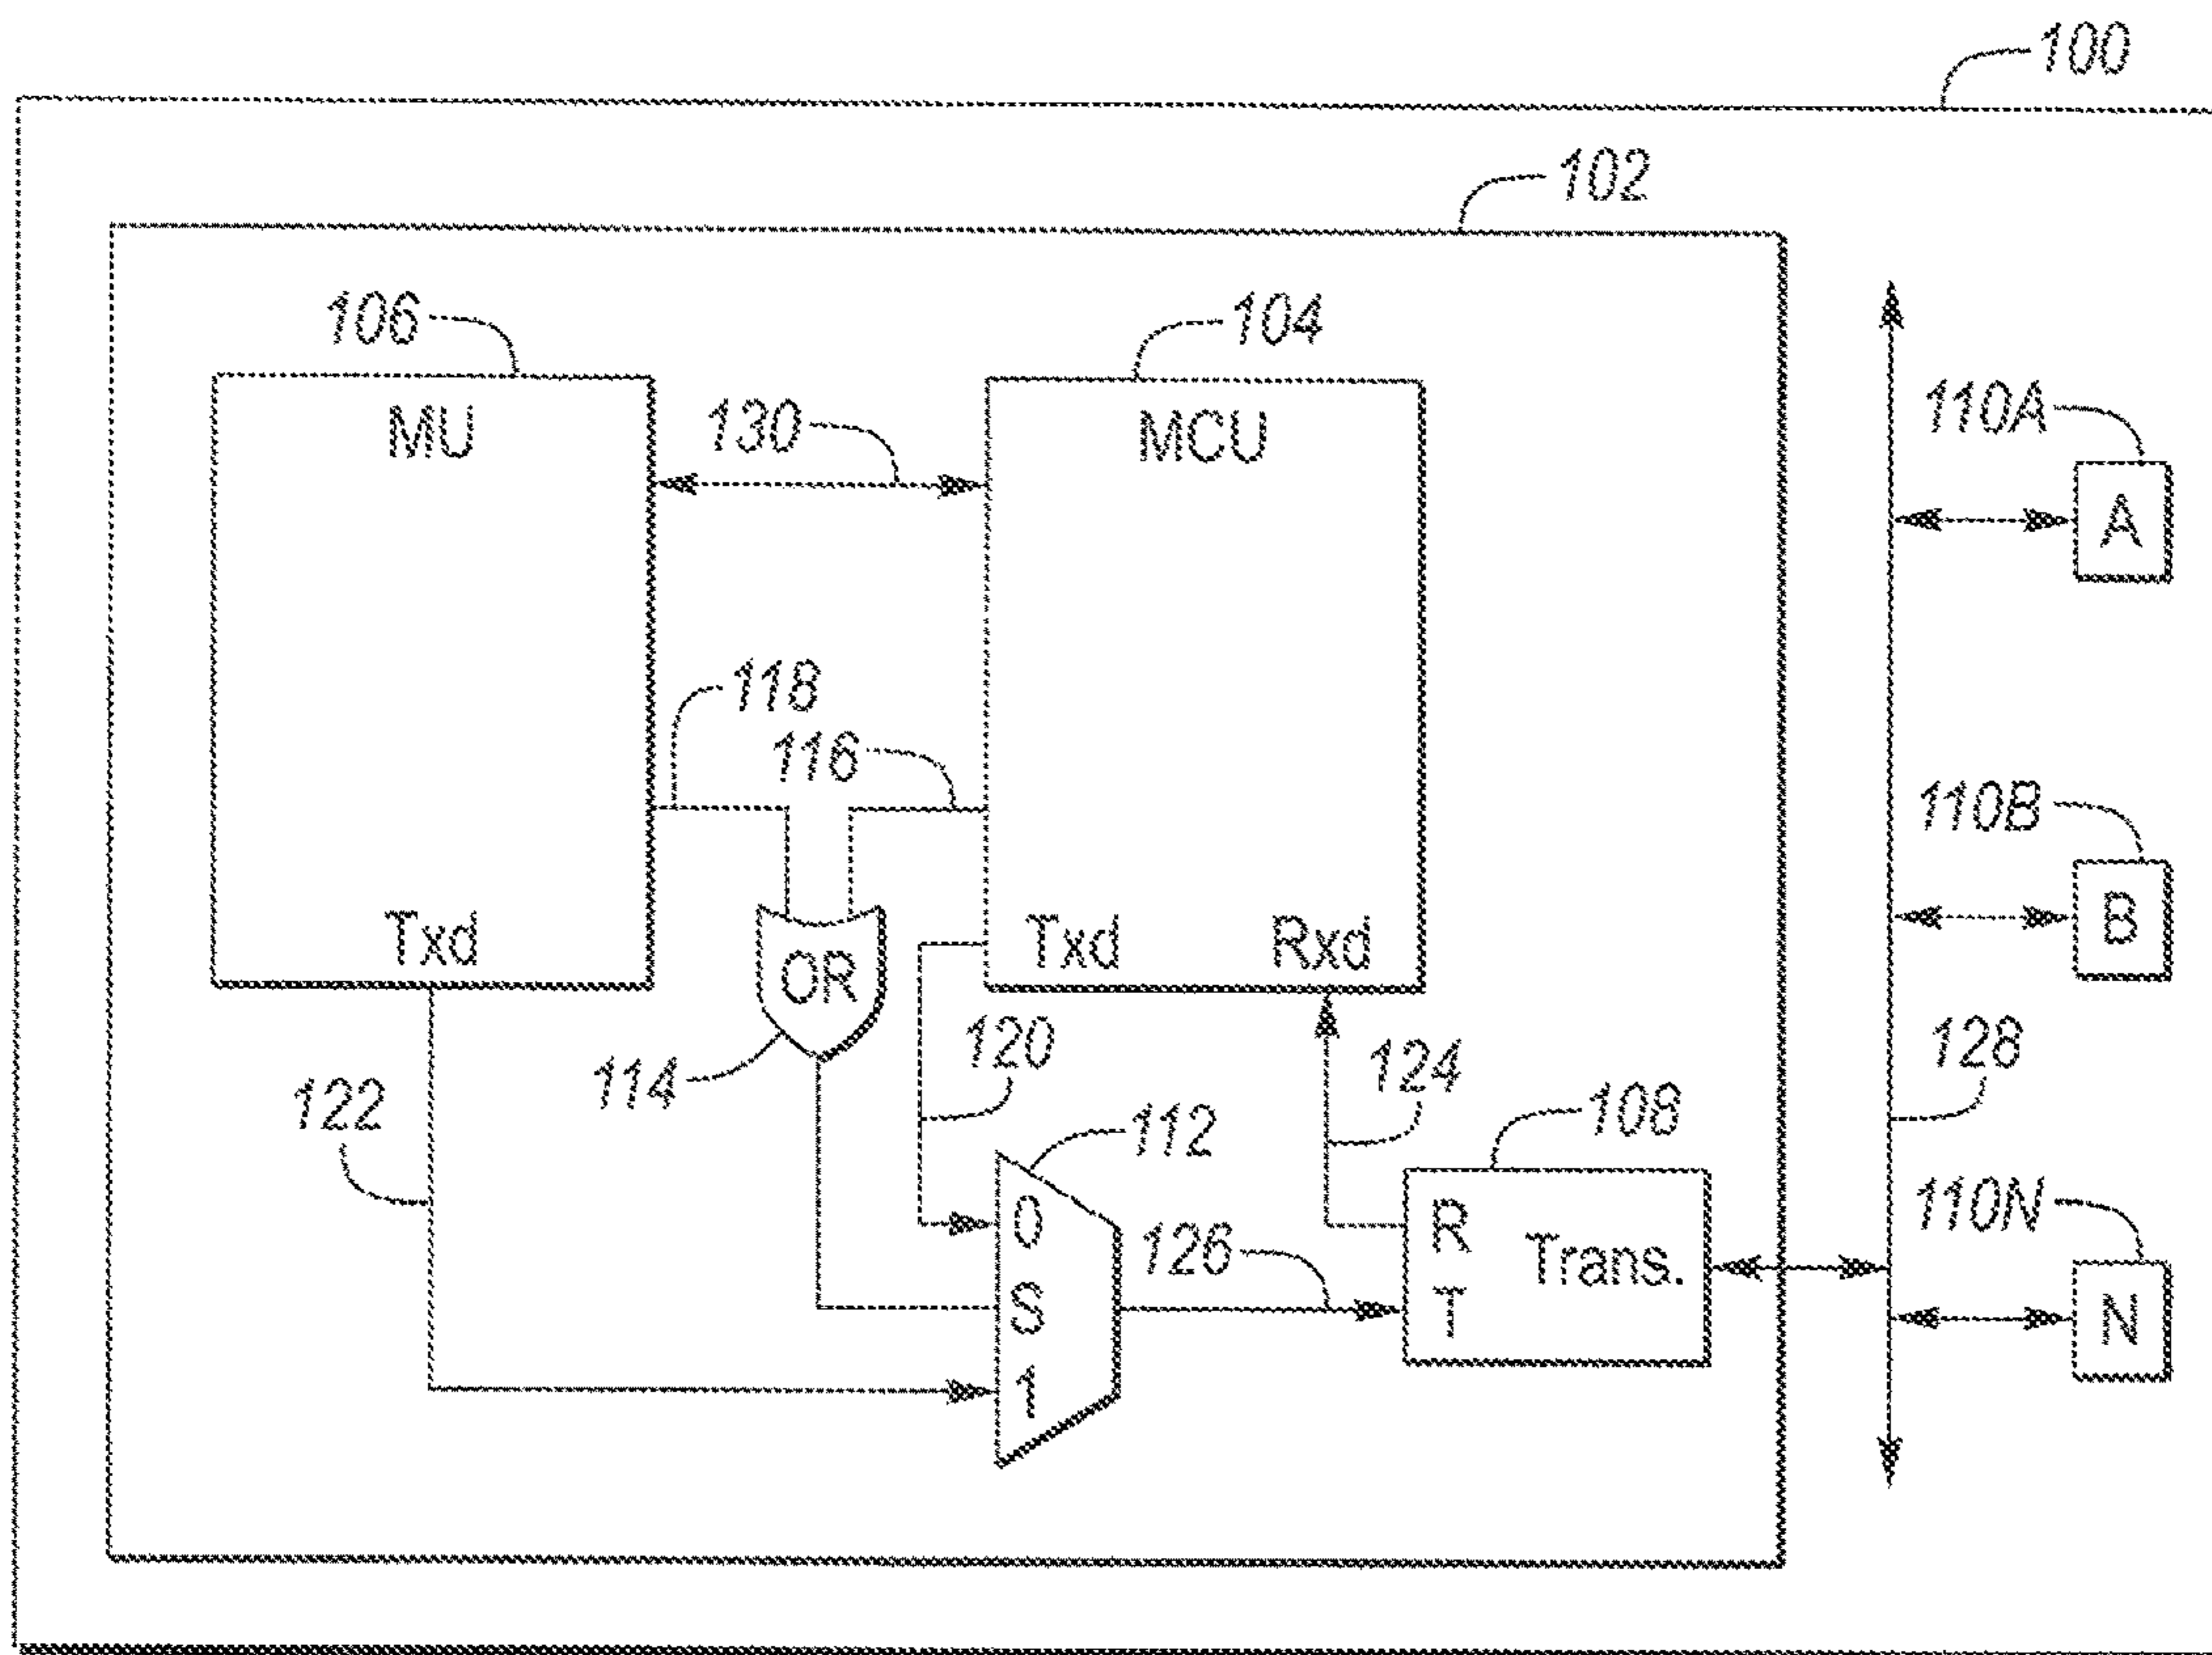 100
102
106
104
MU
130
MCU
110A
A
118
116
110B
B
Txd
OR
Txd
Rxd
114
120
124
128
122
112
108
0
126
R
Trans.
110N
S
T
N
1